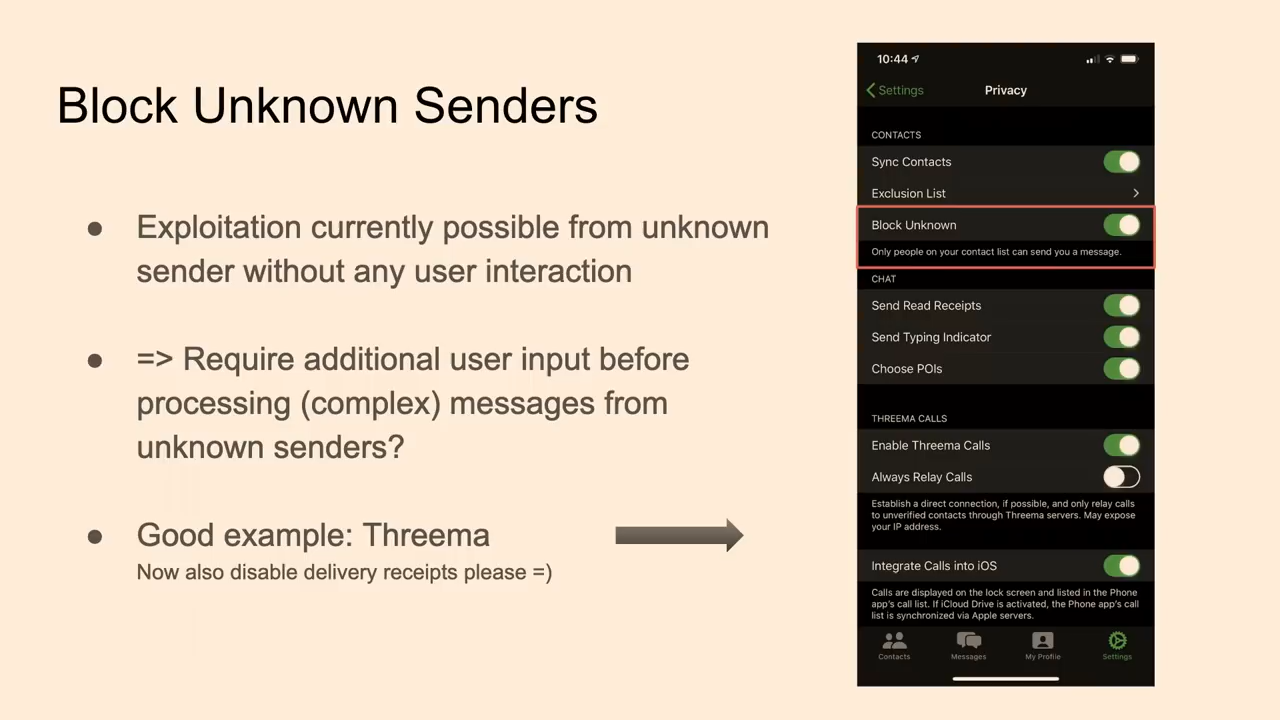 Block Unknown Senders
● Exploitation currently possible from unknown
sender without any user interaction
● => Require additional user input before
processing (complex) messages from
unknown senders?
● Good example: Threema
Now also disable delivery receipts please =)
10:44
Settings
Privacy
CONTACTS
Sync Contacts
Exclusion List
Block Unknown
Only people on your contact list can send you a message.
CHAT
Send Read Receipts
Send Typing Indicator
Choose POIs
THREEMA CALLS
Enable Threema Calls
Always Relay Calls
Establish a direct connection, if possible, and only relay calls
to unverified contacts through Threema servers. May expose
your IP address.
Integrate Calls into iOS
Calls are displayed on the lock screen and listed in the Phone
app's call list. If iCloud Drive is activated, the Phone app's call
list is synchronized via Apple servers.
Contacts
Messages
My Profile
Settings